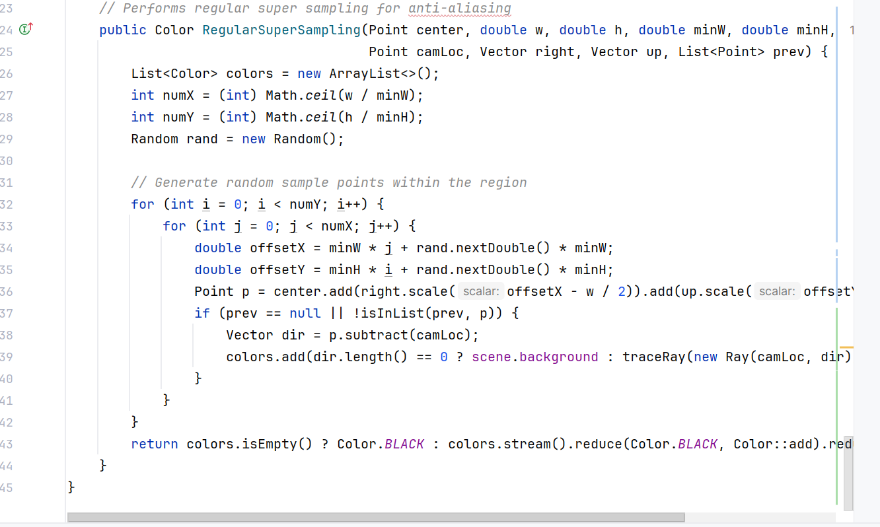 23 // Performs regular super sampling for anti-aliasing
24 public Color RegularSuperSampling(Point center, double w, double h, double minW, double minH, 1
25 Point camLoc, Vector right, Vector up, List<Point> prev) {
26 List<Color> colors = new ArrayList<>();
27 int numX = (int) Math.ceil(w / minW);
28 int numY = (int) Math.ceil(h / minH);
29 Random rand = new Random();
30
31 // Generate random sample points within the region
32 for (int i = 0; i < numY; i++) {
33 for (int j = 0; j < numX; j++) {
34 double offsetX = minW * j + rand.nextDouble() * minW;
35 double offsetY = minH * i + rand.nextDouble() * minH;
36 Point p = center.add(right.scale( scalar: offsetX - w / 2)).add(up.scale( scalar: offsetY
37 if (prev == null || !isInList(prev, p)) {
38 Vector dir = p.subtract(camLoc);
39 colors.add(dir.length() == 0 ? scene.background : traceRay(new Ray(camLoc, dir)
40 }
41 }
42 }
43 return colors.isEmpty() ? Color.BLACK : colors.stream().reduce(Color.BLACK, Color::add).red
44 }
45 }